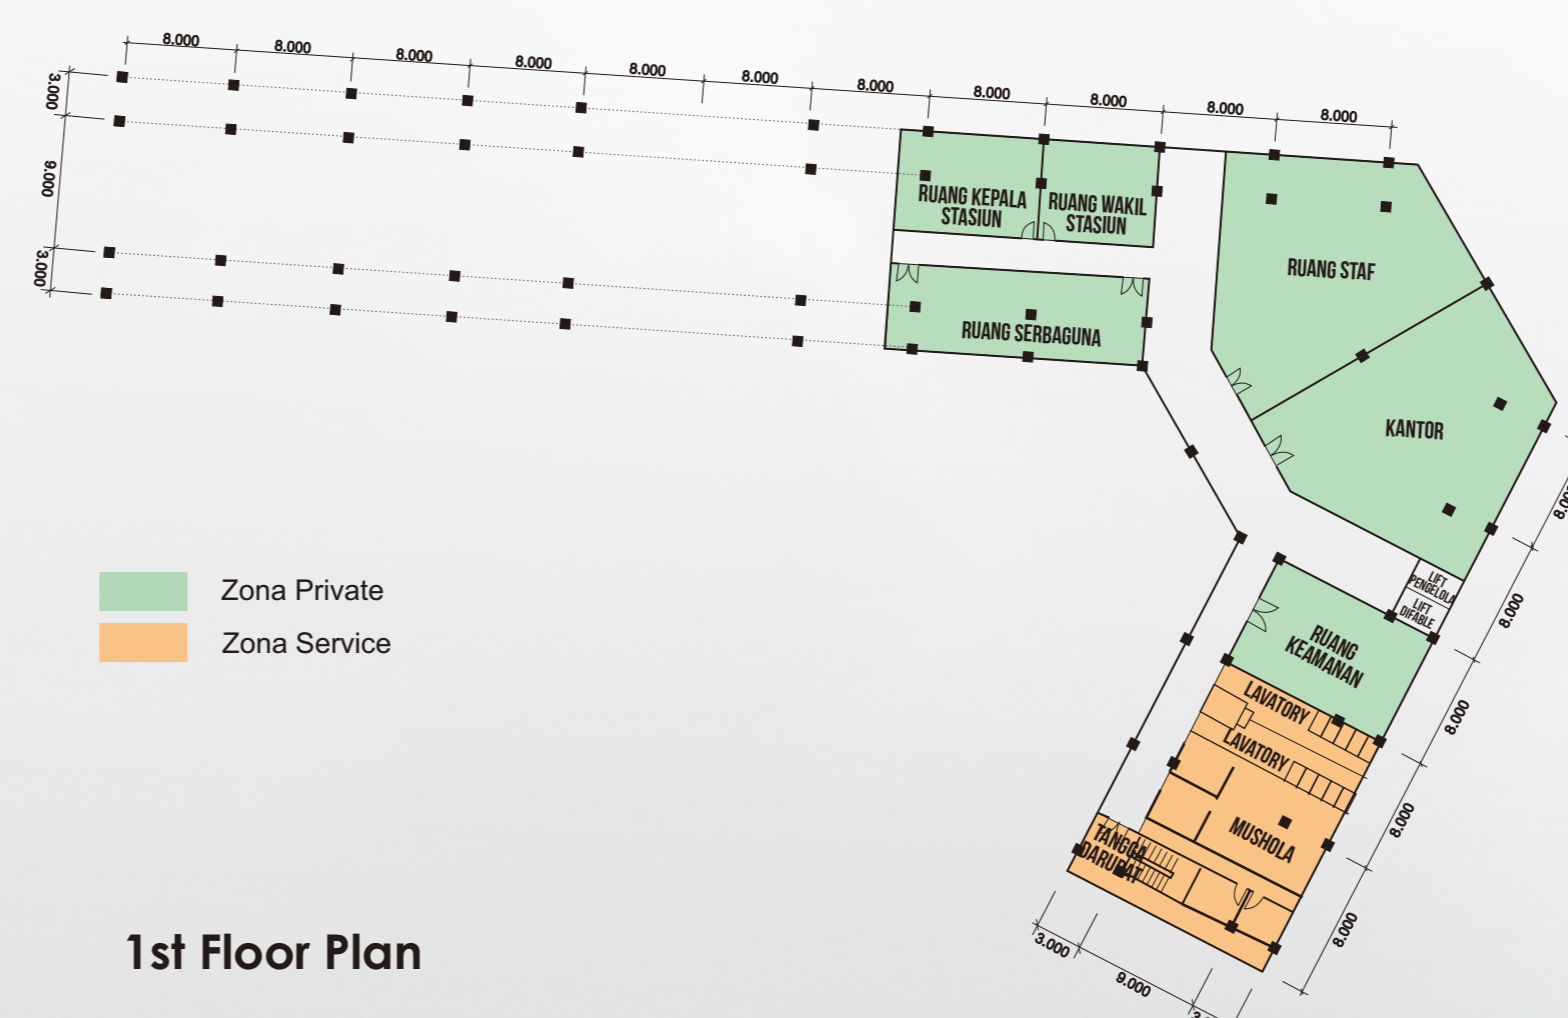 8.000
8.000
8.000
8.000
8.000
8.000
8.000
8.000
8.000
8.000
8.000
3.000
9.000
3.000
RUANG KEPALA
STASIUN
RUANG WAKIL
STASIUN
RUANG STAF
RUANG SERBAGUNA
KANTOR
LIFT
PENGELOLA
LIFT
DIFABLE
RUANG
KEAMANAN
LAVATORY
LAVATORY
MUSHOLA
TANGGA
DARURAT
8.000
8.000
8.000
8.000
3.000
9.000
Zona Private
Zona Service
1st Floor Plan